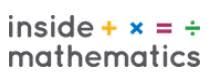 inside + × = ÷
mathematics